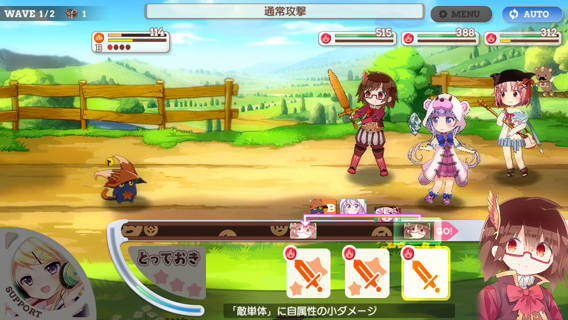 WAVE 1/2 1
通常攻撃
MENU
AUTO
114
B
515
388
312
B
GO!
とっておき
SUPPORT
「敵単体」に自属性の小ダメージ